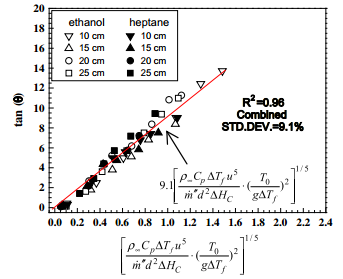 ethanol heptane
▽ 10 cm ▼ 10 cm
△ 15 cm ▲ 15 cm
○ 20 cm ● 20 cm
□ 25 cm ■ 25 cm
tan (θ)
20
18
16
14
12
10
8
6
4
2
0
R²=0.96
Combined
STD.DEV.=9.1%
9.1[ρ∞CpΔTf u⁵ / ṁ″d²ΔHC · (T0 / gΔTf)²]^1/5
0.0 0.2 0.4 0.6 0.8 1.0 1.2 1.4 1.6 1.8 2.0 2.2 2.4
[ρ∞CpΔTf u⁵ / ṁ″d²ΔHC · (T0 / gΔTf)²]^1/5